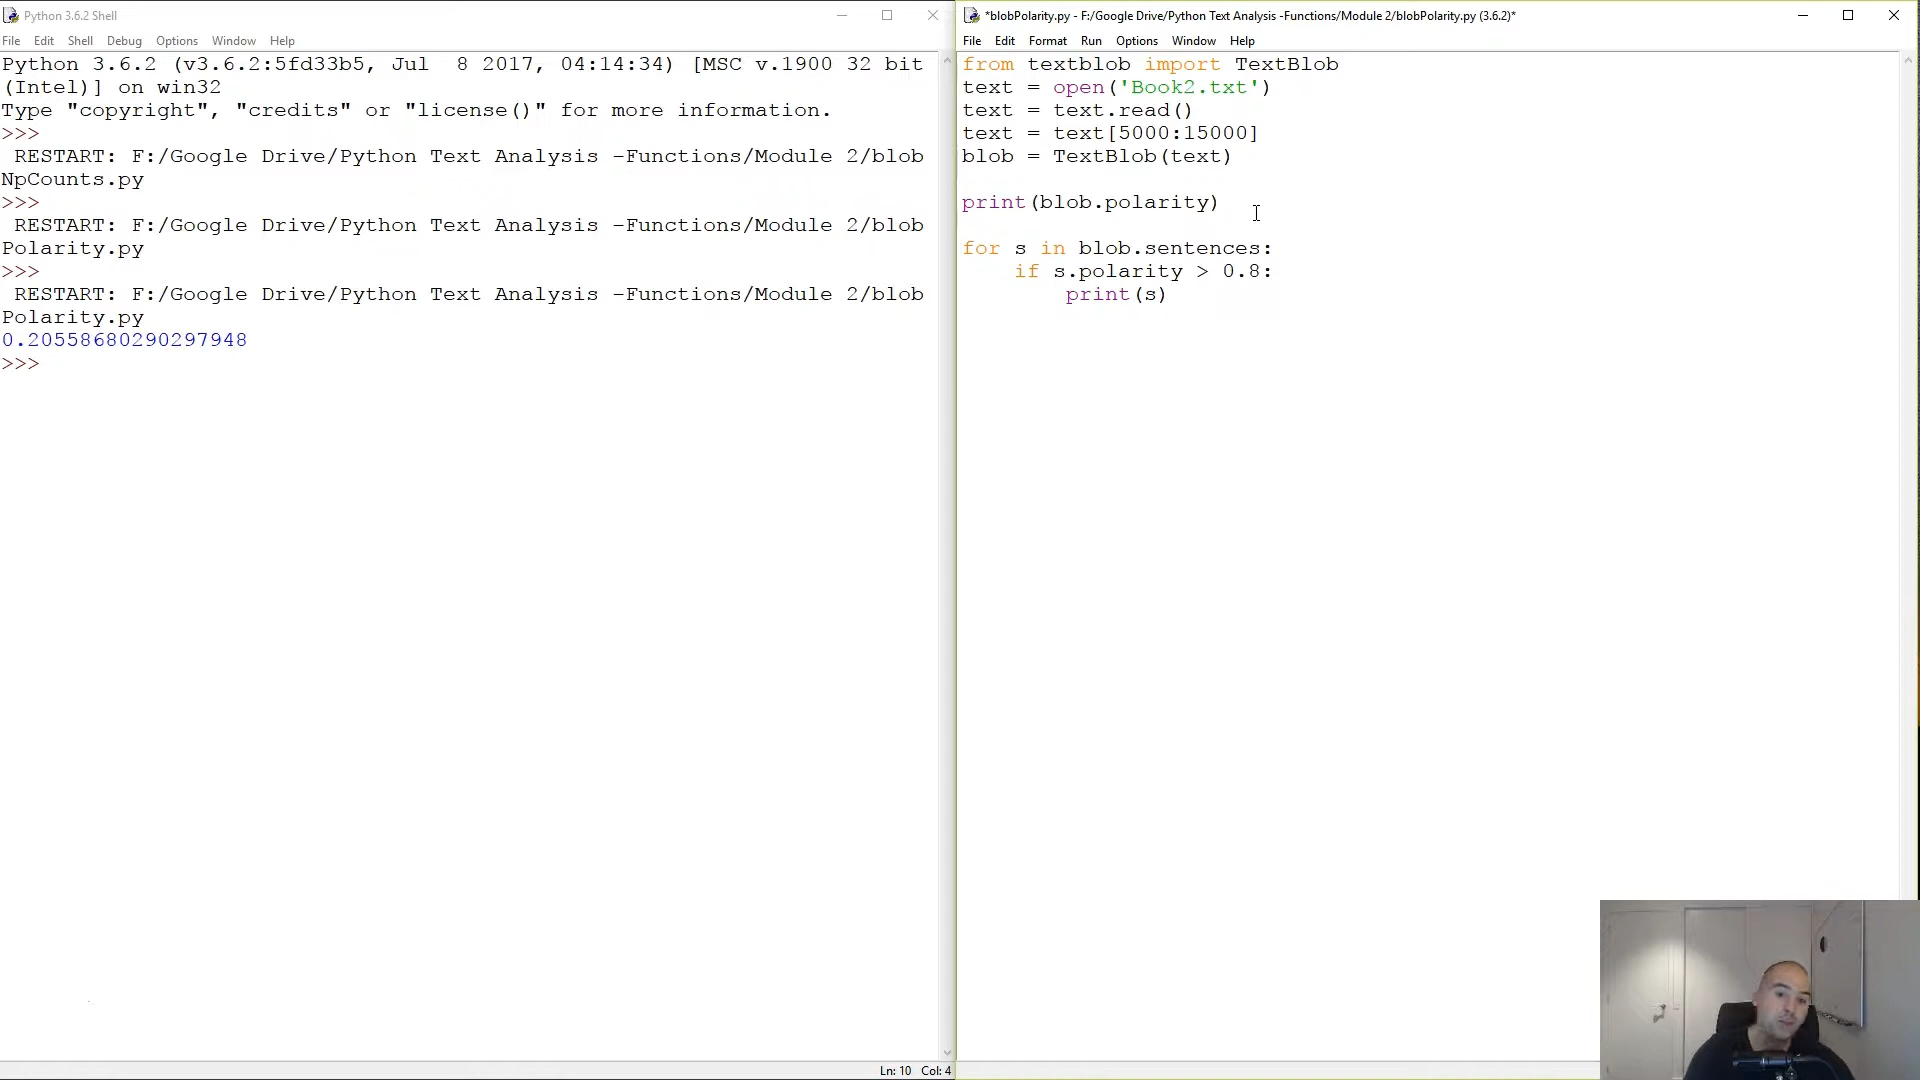 Python 3.6.2 Shell
File Edit Shell Debug Options Window Help
Python 3.6.2 (v3.6.2:5fd33b5, Jul  8 2017, 04:14:34) [MSC v.1900 32 bit
(Intel)] on win32
Type "copyright", "credits" or "license()" for more information.
>>>
 RESTART: F:/Google Drive/Python Text Analysis -Functions/Module 2/blob
NpCounts.py
>>>
 RESTART: F:/Google Drive/Python Text Analysis -Functions/Module 2/blob
Polarity.py
>>>
 RESTART: F:/Google Drive/Python Text Analysis -Functions/Module 2/blob
Polarity.py
0.20558680290297948
>>>
Ln: 10 Col: 4
*blobPolarity.py - F:/Google Drive/Python Text Analysis -Functions/Module 2/blobPolarity.py (3.6.2)*
File Edit Format Run Options Window Help
from textblob import TextBlob
text = open('Book2.txt')
text = text.read()
text = text[5000:15000]
blob = TextBlob(text)
print(blob.polarity)
for s in blob.sentences:
    if s.polarity > 0.8:
        print(s)